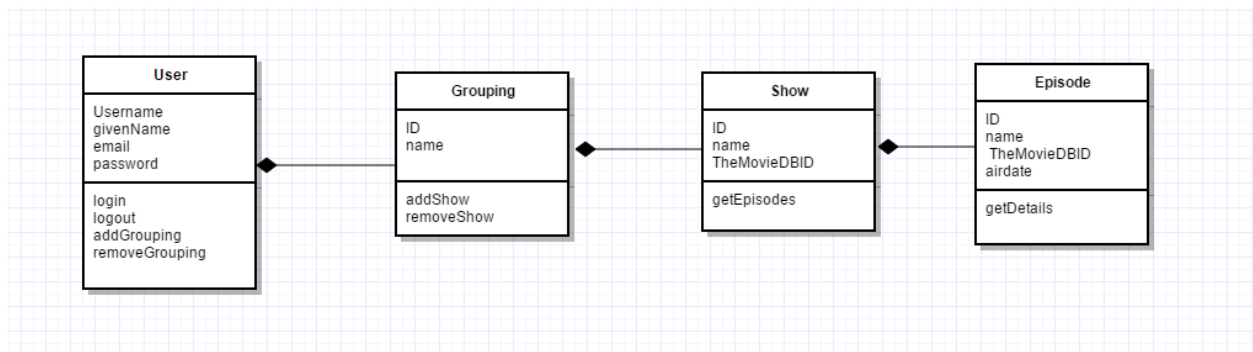 User
Username
givenName
email
password
login
logout
addGrouping
removeGrouping
Grouping
ID
name
addShow
removeShow
Show
ID
name
TheMovieDBID
getEpisodes
Episode
ID
name
TheMovieDBID
airdate
getDetails